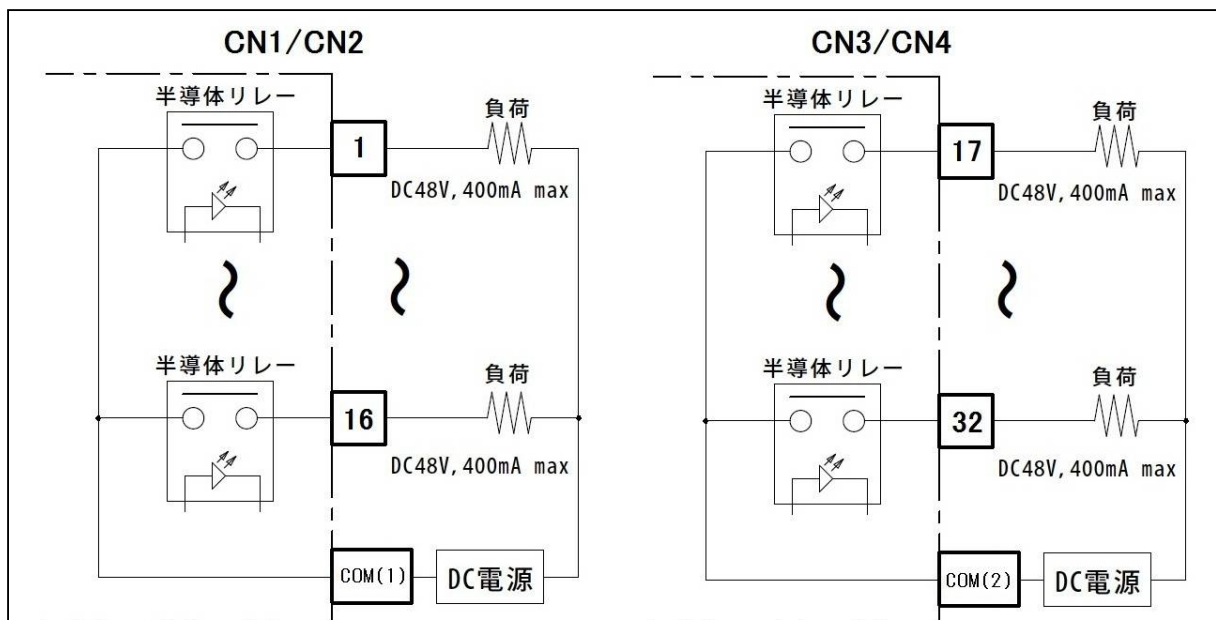 CN1/CN2
半導体リレー
負荷
1
DC48V,400mA max
半導体リレー
負荷
16
DC48V,400mA max
COM(1)
DC電源
CN3/CN4
半導体リレー
負荷
17
DC48V,400mA max
半導体リレー
負荷
32
DC48V,400mA max
COM(2)
DC電源